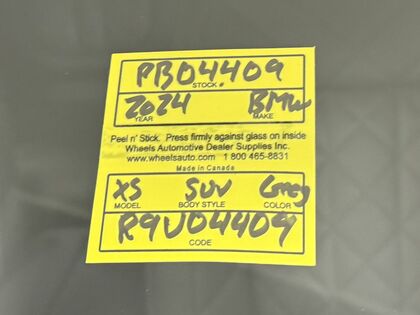 PB04409
STOCK #
2024 BMW
YEAR MAKE
Peel n' Stick. Press firmly against glass on inside
Wheels Automotive Dealer Supplies Inc.
www.wheelsauto.com 1 800 465-8831
Made in Canada
X5 SUV Grey
MODEL BODY STYLE COLOR
R9U04409
CODE